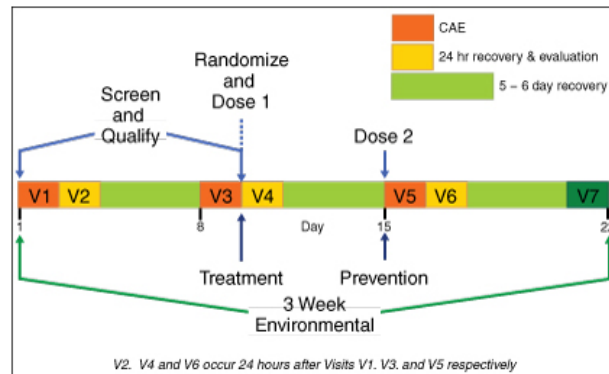 CAE
24 hr recovery & evaluation
5 – 6 day recovery
Randomize
and
Dose 1
Screen
and
Qualify
Dose 2
V1 V2 V3 V4 V5 V6 V7
1 8 Day 15
Treatment Prevention
3 Week
Environmental
V2. V4 and V6 occur 24 hours after Visits V1. V3. and V5 respectively